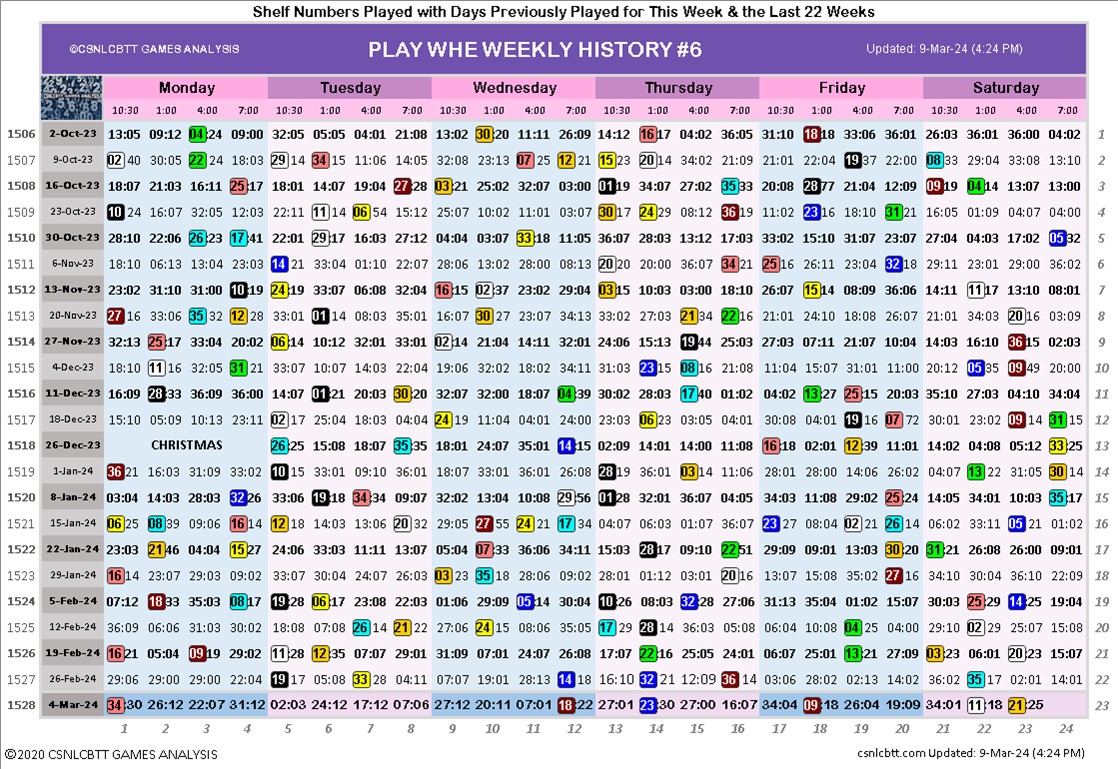 Shelf Numbers Played with Days Previously Played for This Week & the Last 22 Weeks
©CSNLCBTT GAMES ANALYSIS PLAY WHE WEEKLY HISTORY #6 Updated: 9-Mar-24 (4:24 PM)
Monday Tuesday Wednesday Thursday Friday Saturday
10:30 1:00 4:00 7:00 10:30 1:00 4:00 7:00 10:30 1:00 4:00 7:00 10:30 1:00 4:00 7:00 10:30 1:00 4:00 7:00 10:30 1:00 4:00 7:00
1506 2-Oct-23 13:05 09:12 04:24 09:00 32:05 05:05 04:01 21:08 13:02 30:20 11:11 26:09 14:12 16:17 04:02 36:05 31:10 18:18 33:06 36:01 26:03 36:01 36:00 04:02 1
1507 9-Oct-23 02 40 30:05 22 24 18:03 29 14 34 15 11:06 14:05 32:08 23:13 07 25 12 21 15 23 20 14 34:02 21:09 21:01 22:04 19 37 22:00 08 33 29:04 33:08 13:10 2
1508 16-Oct-23 18:07 21:03 16:11 25:17 18:01 14:07 19:04 27:28 03:21 25:02 32:07 03:00 01:19 34:07 27:02 35:33 20:08 28:77 21:04 12:09 09:19 04:14 13:07 13:00 3
1509 23-Oct-23 10 24 16:07 32:05 12:03 22:11 11 14 06 54 15:12 25:07 10:02 11:01 03:07 30 17 24 29 08:12 36 19 11:02 23 16 18:10 31 21 16:05 01:09 04:07 04:00 4
1510 30-Oct-23 28:10 22:06 26:23 17:41 22:01 29:17 16:03 27:12 04:04 03:07 33:18 11:05 36:07 28:03 13:12 17:03 33:02 15:10 31:07 23:07 27:04 04:03 17:02 05:32 5
1511 6-Nov-23 18:10 06:13 13:04 23:03 14 21 33:04 01:10 22:07 28:06 13:02 28:00 08:13 20 20 20:00 36:07 34 21 25 16 26:11 23:04 32 18 29:11 23:01 29:00 36:02 6
1512 13-Nov-23 23:02 31:10 31:00 10:19 24:19 33:07 06:08 32:04 16:15 02:37 02:00 29:04 03:15 10:03 03:00 18:10 26:07 15:14 08:79 36:06 14:11 11:17 13:10 08:01 7
1513 20-Nov-23 27 16 33:06 35 32 12 28 33:06 01 14 08:03 35:01 16:07 30 27 23:07 34:13 33:02 27:03 21 34 22 16 14:08 01:05 07:08 24:11 34:03 23:05 20 16 03:09 8
1514 27-Nov-23 32:13 25:17 33:04 20:02 06:14 10:12 32:01 33:01 02:14 21:04 14:11 32:01 24:06 15:13 19:44 25:03 27:03 07:11 21:07 10:04 14:03 16:10 36:15 02:03 9
1515 4-Dec-23 18:10 11 16 32:05 31 21 33:07 10:07 14:03 22:04 19:06 32:02 18:02 34:11 31:03 23 15 08 16 21:08 11:04 15:07 31:01 11:00 20:12 05 35 09 49 20:00 10
1516 11-Dec-23 16:09 28:33 36:09 36:00 14:07 01:21 20:03 30:20 32:07 32:00 18:07 04:39 30:02 28:03 17:40 01:03 04:02 13:27 25:15 20:03 35:10 27:03 04:10 34:04 11
1517 18-Dec-23 15:10 05:09 10:13 23:11 02 17 25:04 18:03 04:04 24 19 11:04 20:05 23:04 23:03 06 23 05:04 04:01 30:08 04:01 19 16 07 72 30:01 23:02 09 14 31 15 12
1518 26-Dec-23 CHRISTMAS 26:25 15:08 18:07 35:35 18:01 24:07 35:01 14:15 02:09 14:01 14:00 11:08 16:18 02:01 12:39 11:01 14:02 04:08 05:12 33:25 13
1519 1-Jan-24 36 21 16:03 31:09 33:02 10 15 33:01 09:10 36:01 18:07 33:01 36:01 26:08 28 19 36:01 03 14 11:06 28:01 20:00 14:06 26:02 04:07 13 22 31:05 30 14 14
1520 8-Jan-24 03:04 14:03 28:03 32:26 33:06 19:18 34:34 09:07 32:02 13:04 10:08 29:56 01:28 32:01 36:07 04:05 34:03 11:08 29:02 25:24 14:05 34:01 10:03 35:17 15
1521 15-Jan-24 06 25 08 39 09:06 16 14 12 18 14:03 13:06 20 32 29:05 27 55 24 21 17 34 04:07 06:03 01:07 36:07 23 27 08:04 02 21 26 14 06:02 33:11 05 21 01:02 16
1522 22-Jan-24 23:03 21:46 04:04 15:27 24:06 33:03 11:11 13:07 05:04 07:33 36:06 34:11 15:03 28:17 09:10 22:51 29:09 09:01 13:03 30:20 31:21 26:08 26:00 09:01 17
1523 29-Jan-24 16 14 23:07 29:03 09:02 33:07 30:04 24:07 26:03 03 23 35 18 28:06 09:02 28:01 01:12 03:01 20 16 13:07 15:08 35:02 27 16 34:10 30:04 36:10 22:09 18
1524 5-Feb-24 07:12 18:33 35:03 08:17 19:28 06:17 23:08 22:03 01:06 29:09 05:14 30:04 10:26 08:03 32:28 27:06 31:13 35:04 01:02 15:07 30:03 25:29 14:25 19:04 19
1525 12-Feb-24 36:09 06:06 31:03 30:02 18:08 07:08 26 14 21 22 27:06 24 15 08:06 35:05 17 29 28 14 36:03 05:08 06:04 09:10 04 25 04:00 29:10 02 29 25:07 15:08 20
1526 19-Feb-24 16:21 05:04 09:19 29:02 11:28 12:35 07:07 29:01 31:09 07:01 24:07 26:08 17:07 22:16 05:08 24:01 06:07 25:01 13:21 27:09 03:23 06:01 20:23 15:07 21
1527 26-Feb-24 29:06 29:00 29:00 22:04 19 17 05:07 33 28 04:11 07:07 19:01 28:13 14 18 16:10 32 21 12:09 36 14 03:06 28:02 02:13 14:07 36:02 35 17 02:01 14:01 22
1528 4-Mar-24 34:30 26:12 22:07 31:12 02:03 24:12 17:12 07:06 27:12 20:11 07:01 18:22 27:01 23:30 27:00 16:07 34:04 09:18 26:04 19:09 34:01 11:18 21:25 23
1 2 3 4 5 6 7 8 9 10 11 12 13 14 15 16 17 18 19 20 21 22 23 24
©2020 CSNLCBTT GAMES ANALYSIS csnlcbtt.com Updated: 9-Mar-24 (4:24 PM)